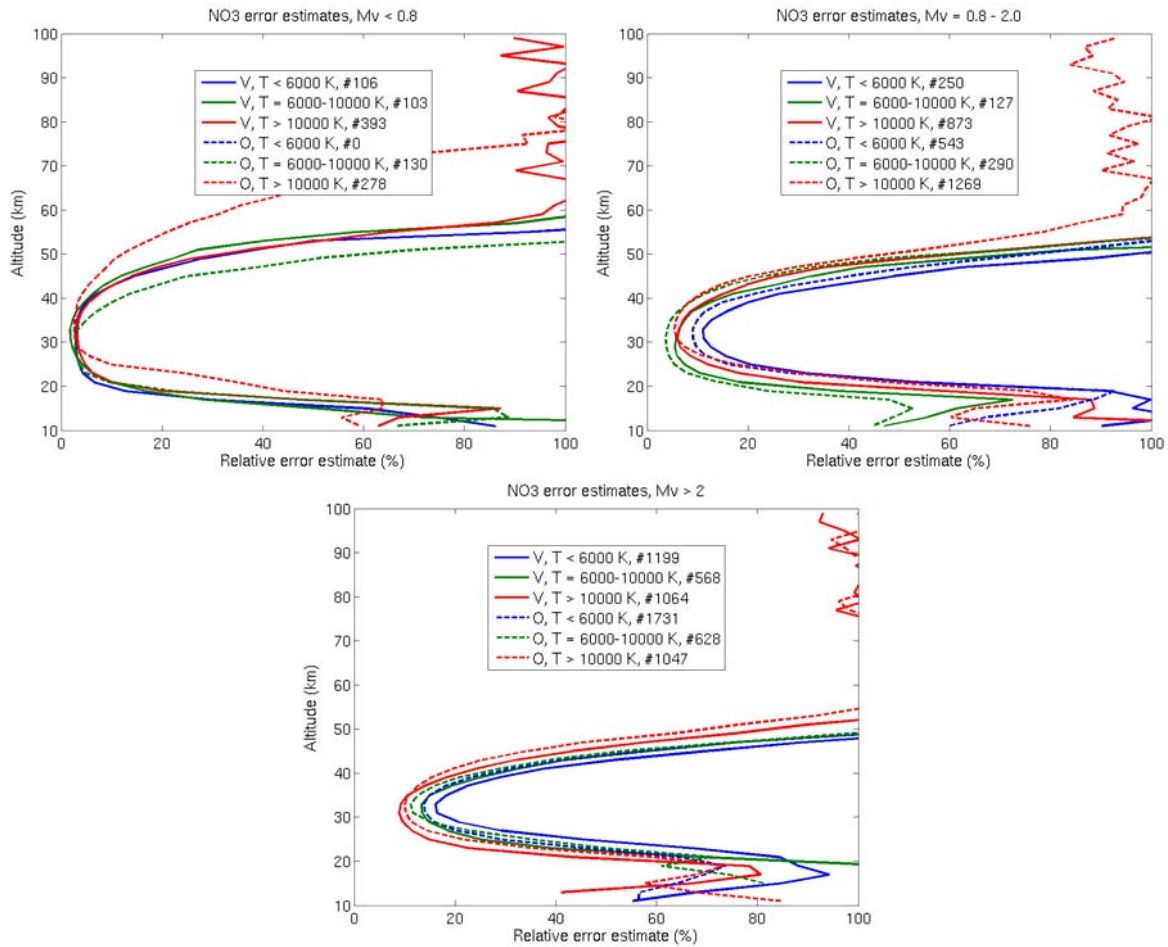 NO3 error estimates, Mv < 0.8
100
90
80
70
60
50
40
30
20
10
Altitude (km)
V, T < 6000 K, #106
V, T = 6000-10000 K, #103
V, T > 10000 K, #393
O, T < 6000 K, #0
O, T = 6000-10000 K, #130
O, T > 10000 K, #278
0 20 40 60 80 100
Relative error estimate (%)
NO3 error estimates, Mv = 0.8 - 2.0
100
90
80
70
60
50
40
30
20
10
Altitude (km)
V, T < 6000 K, #250
V, T = 6000-10000 K, #127
V, T > 10000 K, #873
O, T < 6000 K, #543
O, T = 6000-10000 K, #290
O, T > 10000 K, #1269
0 20 40 60 80 100
Relative error estimate (%)
NO3 error estimates, Mv > 2
100
90
80
70
60
50
40
30
20
10
Altitude (km)
V, T < 6000 K, #1199
V, T = 6000-10000 K, #568
V, T > 10000 K, #1064
O, T < 6000 K, #1731
O, T = 6000-10000 K, #628
O, T > 10000 K, #1047
0 20 40 60 80 100
Relative error estimate (%)